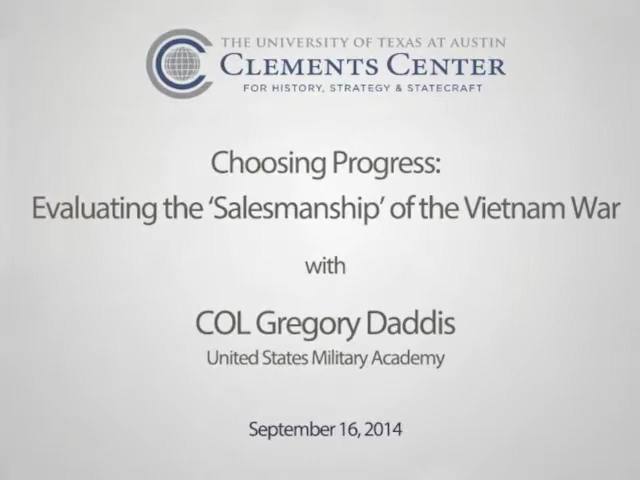 THE UNIVERSITY OF TEXAS AT AUSTIN
CLEMENTS CENTER
FOR HISTORY, STRATEGY & STATECRAFT
Choosing Progress:
Evaluating the ‘Salesmanship’ of the Vietnam War
with
COL Gregory Daddis
United States Military Academy
September 16, 2014